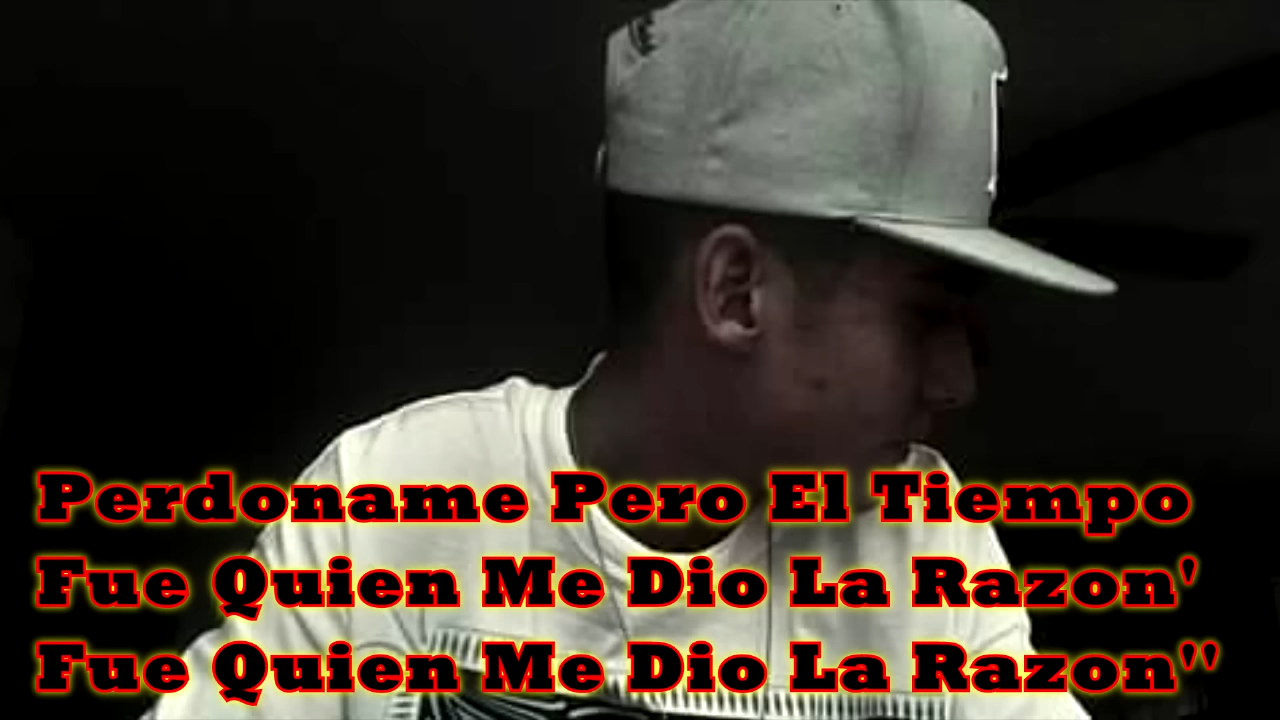 Perdoname Pero El Tiempo
Fue Quien Me Dio La Razon'
Fue Quien Me Dio La Razon''